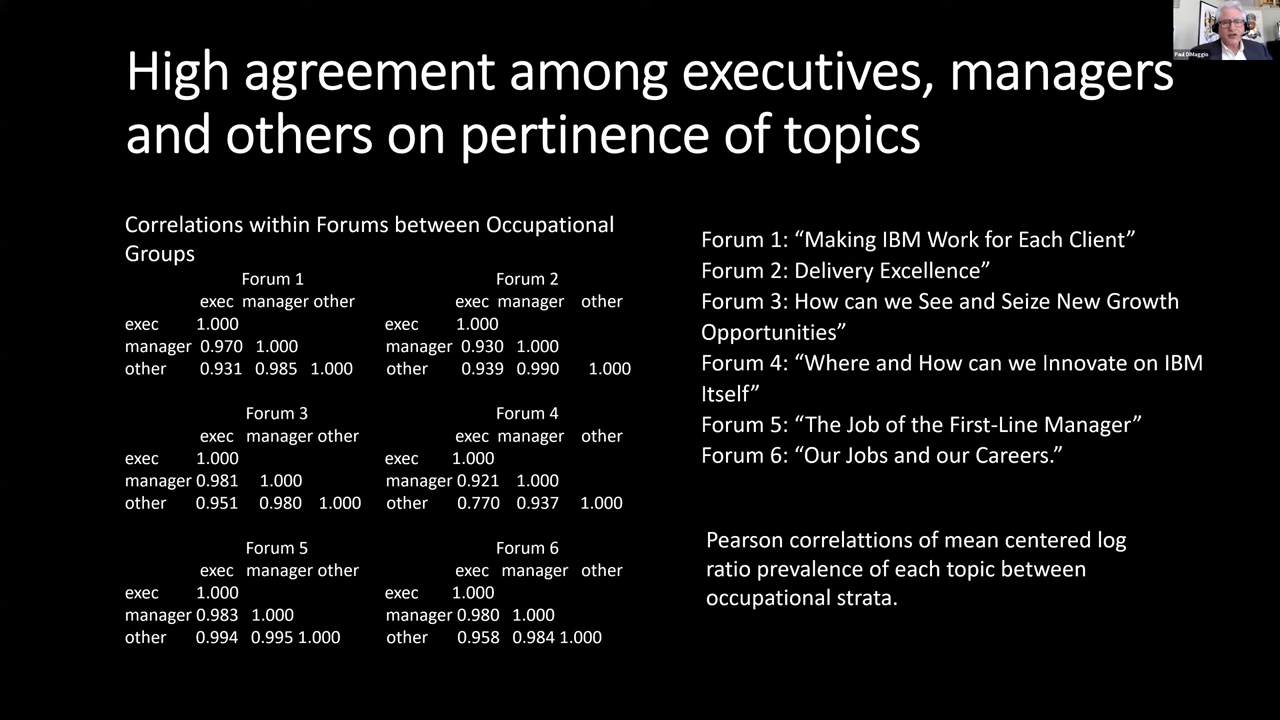 Paul DiMaggio
High agreement among executives, managers
and others on pertinence of topics
Correlations within Forums between Occupational
Groups
Forum 1
exec manager other
exec 1.000
manager 0.970 1.000
other 0.931 0.985 1.000
Forum 2
exec manager other
exec 1.000
manager 0.930 1.000
other 0.939 0.990 1.000
Forum 3
exec manager other
exec 1.000
manager 0.981 1.000
other 0.951 0.980 1.000
Forum 4
exec manager other
exec 1.000
manager 0.921 1.000
other 0.770 0.937 1.000
Forum 5
exec manager other
exec 1.000
manager 0.983 1.000
other 0.994 0.995 1.000
Forum 6
exec manager other
exec 1.000
manager 0.980 1.000
other 0.958 0.984 1.000
Forum 1: “Making IBM Work for Each Client”
Forum 2: Delivery Excellence”
Forum 3: How can we See and Seize New Growth
Opportunities”
Forum 4: “Where and How can we Innovate on IBM
Itself”
Forum 5: “The Job of the First-Line Manager”
Forum 6: “Our Jobs and our Careers.”
Pearson correlattions of mean centered log
ratio prevalence of each topic between
occupational strata.